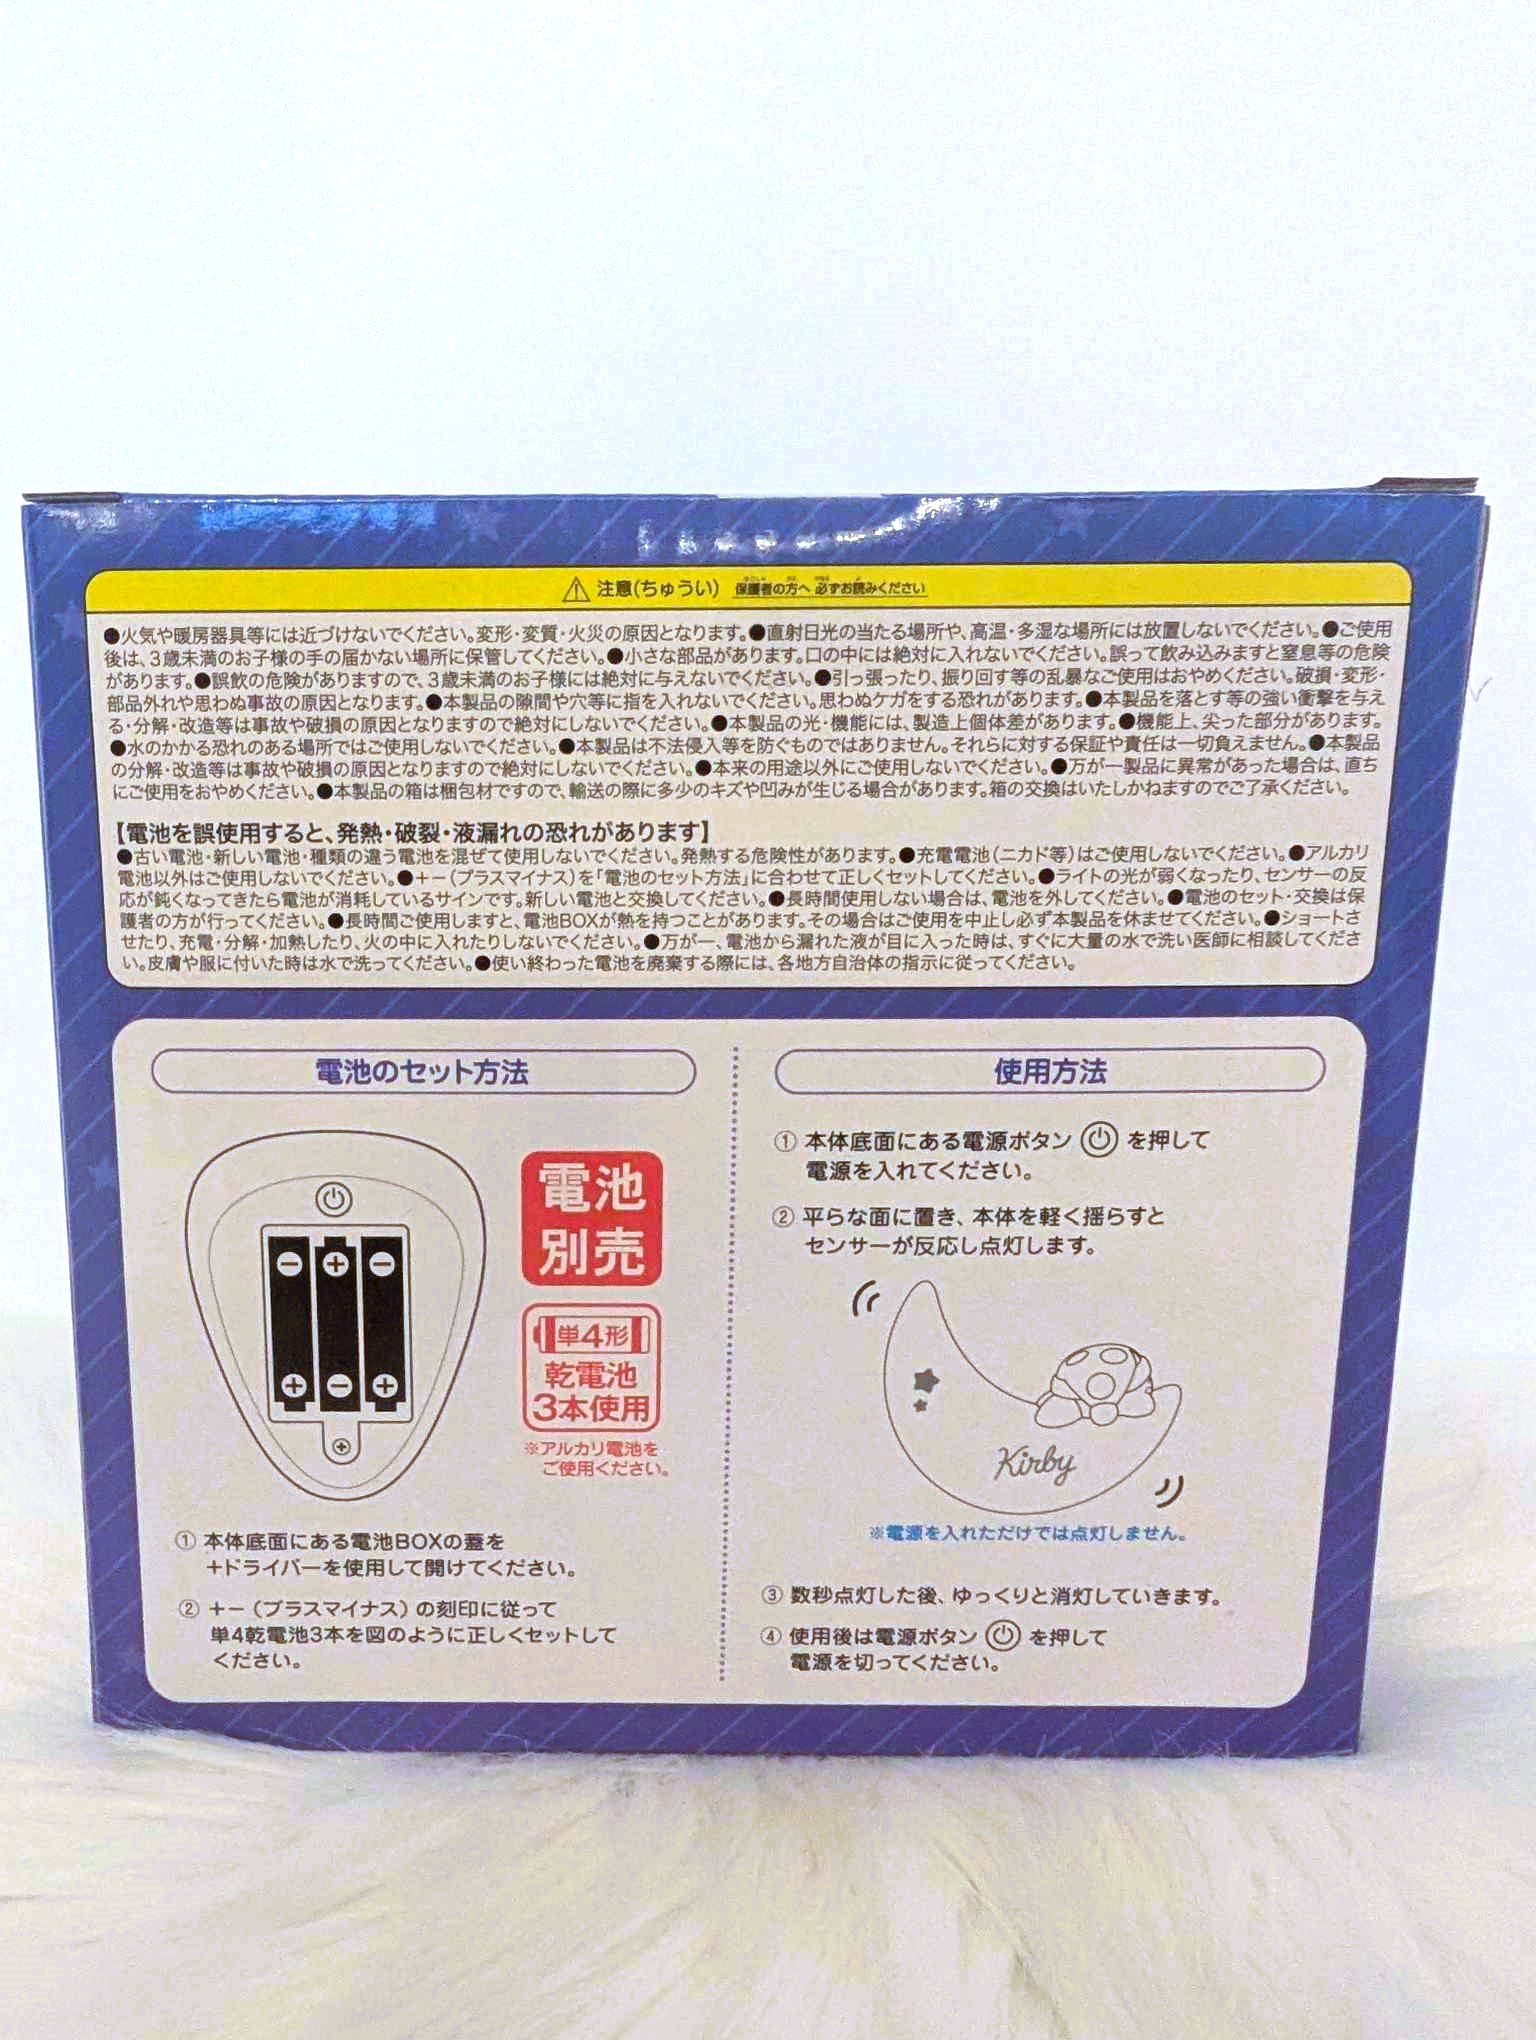 注意(ちゅうい) 保護者の方へ 必ずお読みください
●火気や暖房器具等には近づけないでください。変形・変質・火災の原因となります。●直射日光の当たる場所や、高温・多湿な場所には放置しないでください。●ご使用
後は、3歳未満のお子様の手の届かない場所に保管してください。●小さな部品があります。口の中には絶対に入れないでください。誤って飲み込みますと窒息等の危険
があります。●誤飲の危険がありますので、3歳未満のお子様には絶対に与えないでください。●引っ張ったり、振り回す等の乱暴なご使用はおやめください。破損・変形・
部品外れや思わぬ事故の原因となります。●本製品の隙間や穴等に指を入れないでください。思わぬケガをする恐れがあります。●本製品を落とす等の強い衝撃を与え
る・分解・改造等は事故や破損の原因となりますので絶対にしないでください。●本製品の光・機能には、製造上個体差があります。●機能上、尖った部分があります。
●水のかかる恐れのある場所ではご使用しないでください。●本製品は不法侵入等を防ぐものではありません。それらに対する保証や責任は一切負えません。●本製品
の分解・改造等は事故や破損の原因となりますので絶対にしないでください。●本来の用途以外にご使用しないでください。●万が一製品に異常があった場合は、直ち
にご使用をおやめください。●本製品の箱は梱包材ですので、輸送の際に多少のキズや凹みが生じる場合があります。箱の交換はいたしかねますのでご了承ください。
【電池を誤使用すると、発熱・破裂・液漏れの恐れがあります】
●古い電池・新しい電池・種類の違う電池を混ぜて使用しないでください。発熱する危険性があります。●充電電池(ニカド等)はご使用しないでください。●アルカリ
電池以外はご使用しないでください。●+−(プラスマイナス)を「電池のセット方法」に合わせて正しくセットしてください。●ライトの光が弱くなったり、センサーの反
応が鈍くなってきたら電池が消耗しているサインです。新しい電池と交換してください。●長時間使用しない場合は、電池を外してください。●電池のセット・交換は保
護者の方が行ってください。●長時間ご使用しますと、電池BOXが熱を持つことがあります。その場合はご使用を中止し必ず本製品を休ませてください。●ショートさ
せたり、充電・分解・加熱したり、火の中に入れたりしないでください。●万が一、電池から漏れた液が目に入った時は、すぐに大量の水で洗い医師に相談してくださ
い。皮膚や服に付いた時は水で洗ってください。●使い終わった電池を廃棄する際には、各地方自治体の指示に従ってください。
電池のセット方法
電池
別売
単4形
乾電池
3本使用
※アルカリ電池を
ご使用ください。
① 本体底面にある電池BOXの蓋を
+ドライバーを使用して開けてください。
② +−(プラスマイナス)の刻印に従って
単4乾電池3本を図のように正しくセットして
ください。
使用方法
① 本体底面にある電源ボタン を押して
電源を入れてください。
② 平らな面に置き、本体を軽く揺らすと
センサーが反応し点灯します。
Kirby
※電源を入れただけでは点灯しません。
③ 数秒点灯した後、ゆっくりと消灯していきます。
④ 使用後は電源ボタン を押して
電源を切ってください。